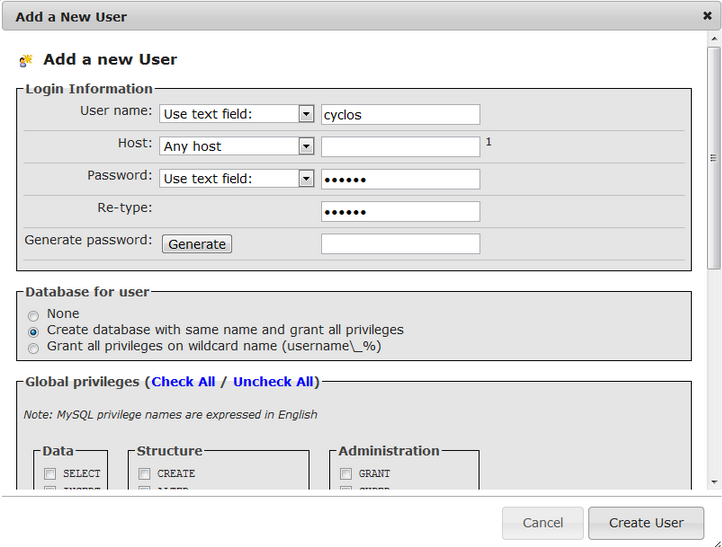 Add a New User
Add a new User
Login Information
User name: Use text field: cyclos
Host: Any host 1
Password: Use text field: ••••••
Re-type: ••••••
Generate password: Generate
Database for user
None
Create database with same name and grant all privileges
Grant all privileges on wildcard name (username\_%)
Global privileges (Check All / Uncheck All)
Note: MySQL privilege names are expressed in English
Data Structure Administration
SELECT CREATE GRANT
Cancel Create User